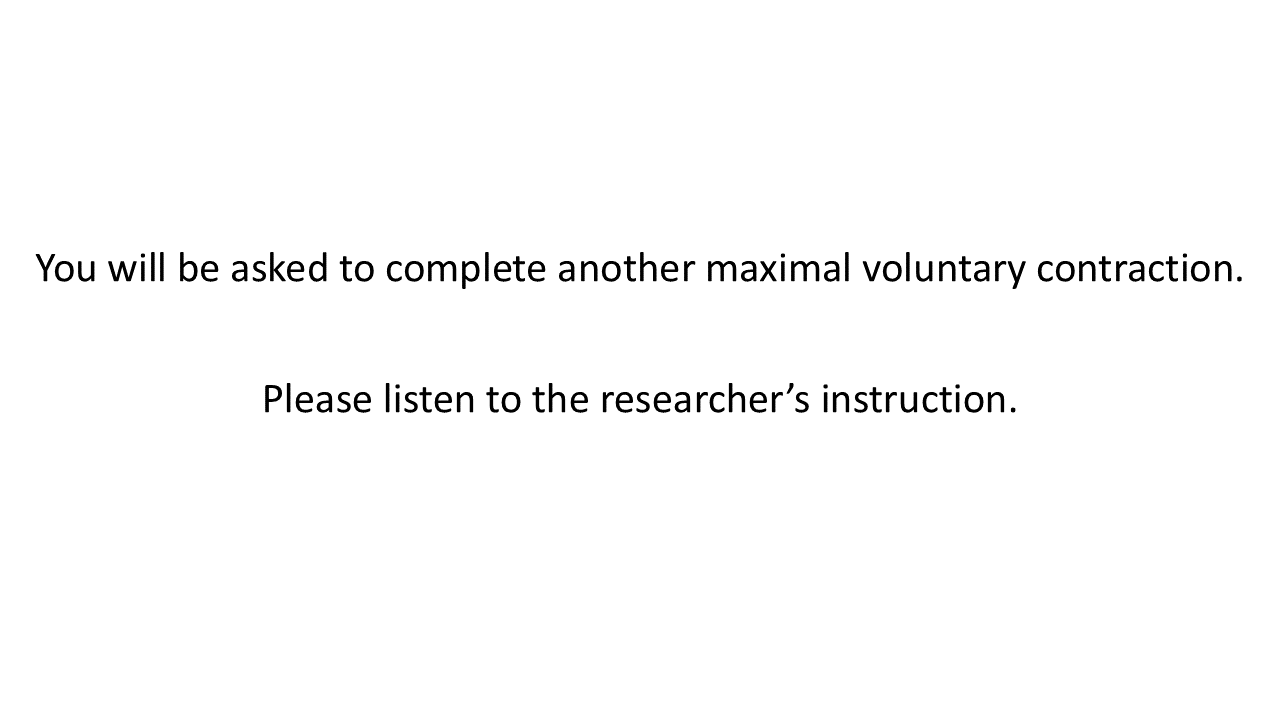 You will be asked to complete another maximal voluntary contraction.
Please listen to the researcher’s instruction.